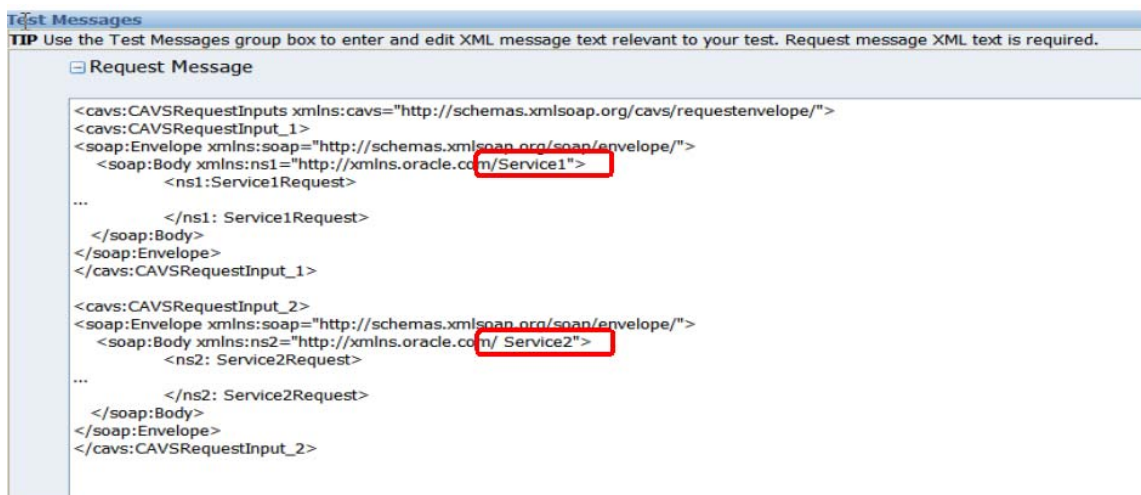 Test Messages
TIP Use the Test Messages group box to enter and edit XML message text relevant to your test. Request message XML text is required.
Request Message
<cavs:CAVSRequestInputs xmlns:cavs="http://schemas.xmlsoap.org/cavs/requestenvelope/">
<cavs:CAVSRequestInput_1>
<soap:Envelope xmlns:soap="http://schemas.xmlsoap.org/soap/envelope/">
<soap:Body xmlns:ns1="http://xmlns.oracle.com/Service1">
<ns1:Service1Request>
...
</ns1: Service1Request>
</soap:Body>
</soap:Envelope>
</cavs:CAVSRequestInput_1>
<cavs:CAVSRequestInput_2>
<soap:Envelope xmlns:soap="http://schemas.xmlsoap.org/soap/envelope/">
<soap:Body xmlns:ns2="http://xmlns.oracle.com/ Service2">
<ns2: Service2Request>
...
</ns2: Service2Request>
</soap:Body>
</soap:Envelope>
</cavs:CAVSRequestInput_2>